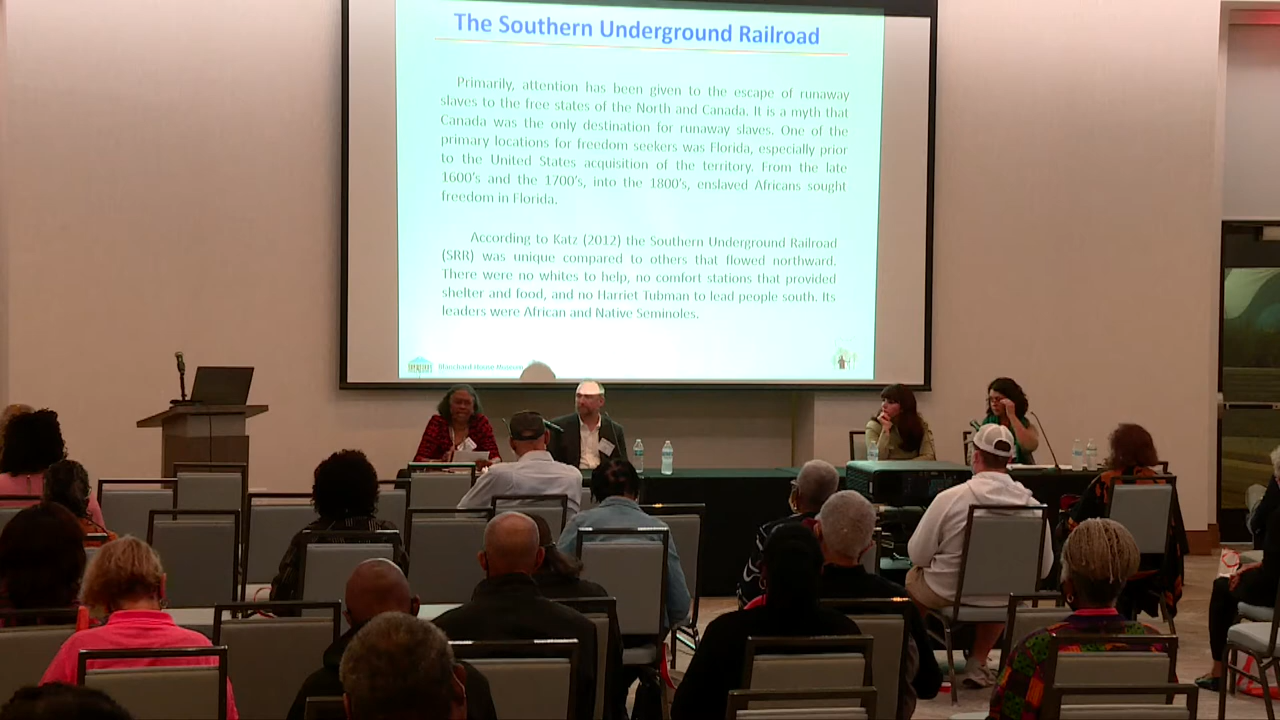 The Southern Underground Railroad
Primarily, attention has been given to the escape of runaway
slaves to the free states of the North and Canada. It is a myth that
Canada was the only destination for runaway slaves. One of the
primary locations for freedom seekers was Florida, especially prior
to the United States acquisition of the territory. From the late
1600's and the 1700's, into the 1800's, enslaved Africans sought
freedom in Florida.
According to Katz (2012) the Southern Underground Railroad
(SRR) was unique compared to others that flowed northward.
There were no whites to help, no comfort stations that provided
shelter and food, and no Harriet Tubman to lead people south. Its
leaders were African and Native Seminoles.
Blanchard House Museum